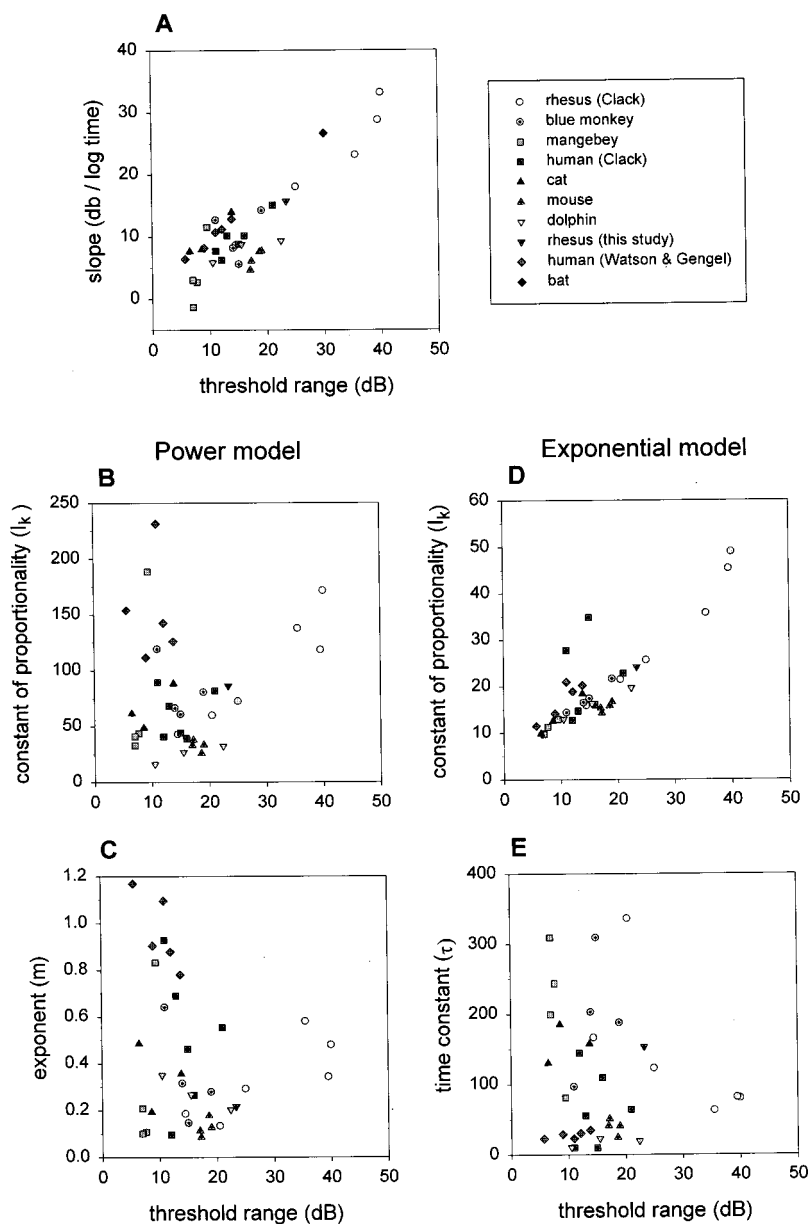 A
slope (db / log time)
40
30
20
10
0
0 10 20 30 40 50
threshold range (dB)
rhesus (Clack)
blue monkey
mangebey
human (Clack)
cat
mouse
dolphin
rhesus (this study)
human (Watson & Gengel)
bat
Power model
B
constant of proportionality (Iₖ)
250
200
150
100
50
0
0 10 20 30 40 50
C
exponent (m)
1.2
1.0
0.8
0.6
0.4
0.2
0.0
0 10 20 30 40 50
threshold range (dB)
Exponential model
D
constant of proportionality (Iₖ)
60
50
40
30
20
10
0
0 10 20 30 40 50
E
time constant (τ)
400
300
200
100
0
0 10 20 30 40 50
threshold range (dB)